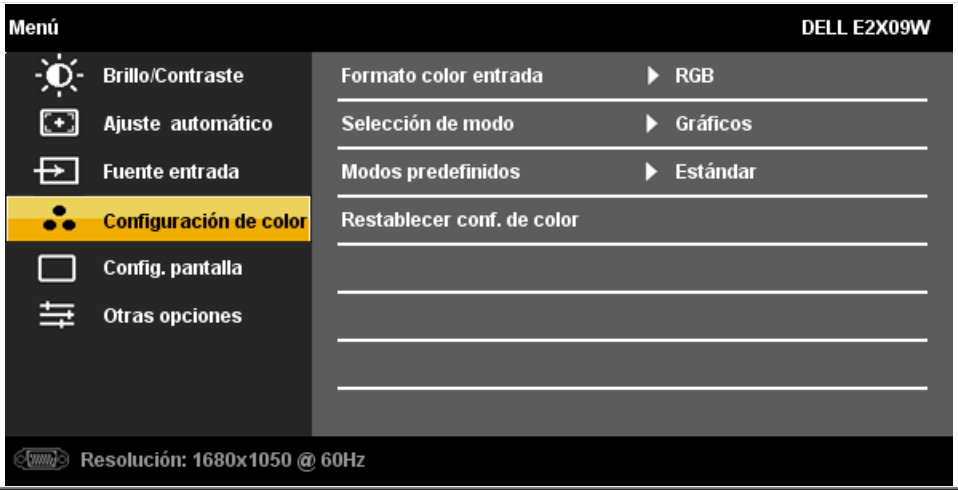 Menú DELL E2X09W
Brillo/Contraste Formato color entrada RGB
Ajuste automático Selección de modo Gráficos
Fuente entrada Modos predefinidos Estándar
Configuración de color Restablecer conf. de color
Config. pantalla
Otras opciones
Resolución: 1680x1050 @ 60Hz